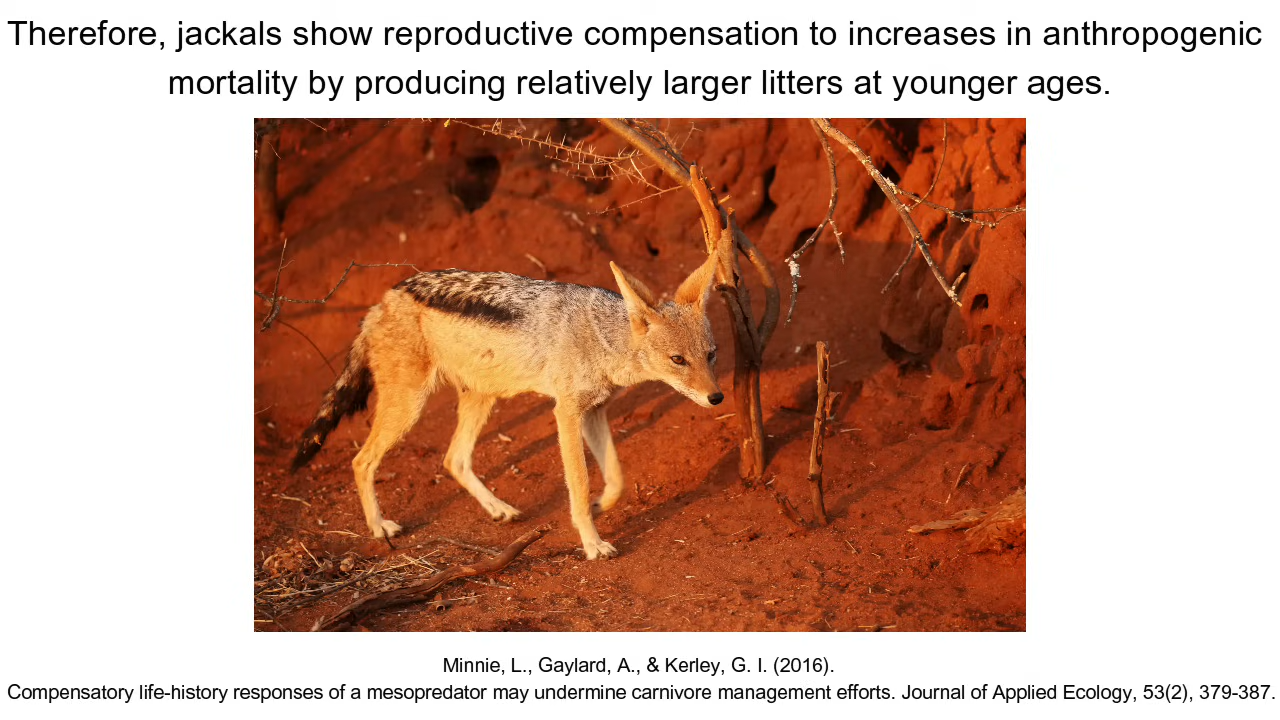 Therefore, jackals show reproductive compensation to increases in anthropogenic
mortality by producing relatively larger litters at younger ages.
Minnie, L., Gaylard, A., & Kerley, G. I. (2016).
Compensatory life-history responses of a mesopredator may undermine carnivore management efforts. Journal of Applied Ecology, 53(2), 379-387.